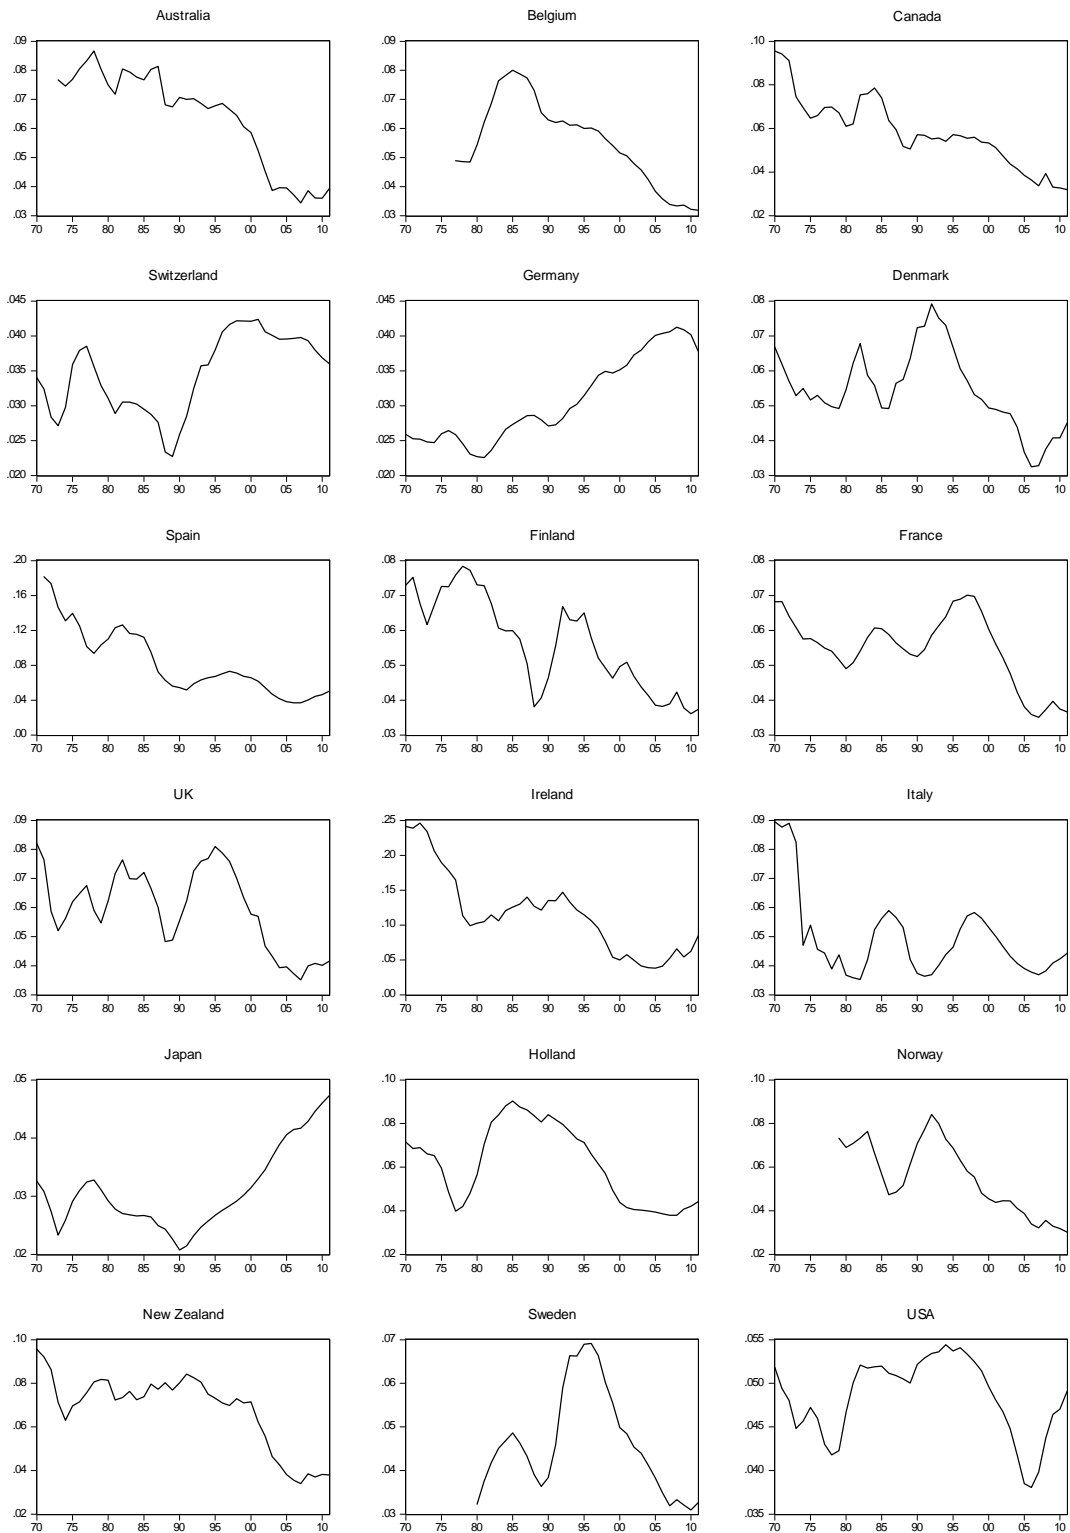 Australia
.09
.08
.07
.06
.05
.04
.03
70 75 80 85 90 95 00 05 10
Belgium
.09
.08
.07
.06
.05
.04
.03
70 75 80 85 90 95 00 05 10
Canada
.10
.08
.06
.04
.02
70 75 80 85 90 95 00 05 10
Switzerland
.045
.040
.035
.030
.025
.020
70 75 80 85 90 95 00 05 10
Germany
.045
.040
.035
.030
.025
.020
70 75 80 85 90 95 00 05 10
Denmark
.08
.07
.06
.05
.04
.03
70 75 80 85 90 95 00 05 10
Spain
.20
.16
.12
.08
.04
.00
70 75 80 85 90 95 00 05 10
Finland
.08
.07
.06
.05
.04
.03
70 75 80 85 90 95 00 05 10
France
.08
.07
.06
.05
.04
.03
70 75 80 85 90 95 00 05 10
UK
.09
.08
.07
.06
.05
.04
.03
70 75 80 85 90 95 00 05 10
Ireland
.25
.20
.15
.10
.05
.00
70 75 80 85 90 95 00 05 10
Italy
.09
.08
.07
.06
.05
.04
.03
70 75 80 85 90 95 00 05 10
Japan
.05
.04
.03
.02
70 75 80 85 90 95 00 05 10
Holland
.10
.08
.06
.04
.02
70 75 80 85 90 95 00 05 10
Norway
.10
.08
.06
.04
.02
70 75 80 85 90 95 00 05 10
New Zealand
.10
.08
.06
.04
.02
70 75 80 85 90 95 00 05 10
Sweden
.07
.06
.05
.04
.03
70 75 80 85 90 95 00 05 10
USA
.055
.050
.045
.040
.035
70 75 80 85 90 95 00 05 10